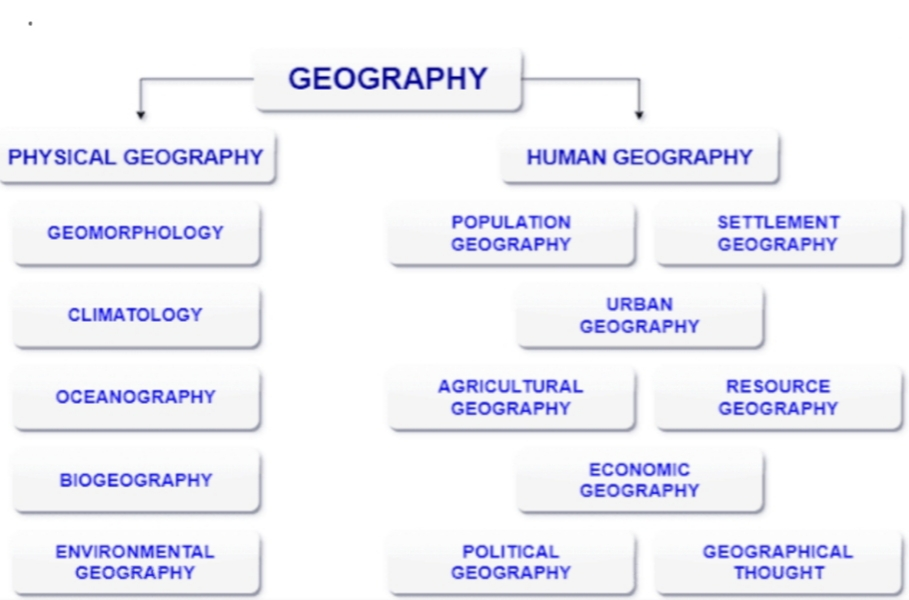 GEOGRAPHY
PHYSICAL GEOGRAPHY
HUMAN GEOGRAPHY
GEOMORPHOLOGY
CLIMATOLOGY
OCEANOGRAPHY
BIOGEOGRAPHY
ENVIRONMENTAL
GEOGRAPHY
POPULATION
GEOGRAPHY
SETTLEMENT
GEOGRAPHY
URBAN
GEOGRAPHY
AGRICULTURAL
GEOGRAPHY
RESOURCE
GEOGRAPHY
ECONOMIC
GEOGRAPHY
POLITICAL
GEOGRAPHY
GEOGRAPHICAL
THOUGHT